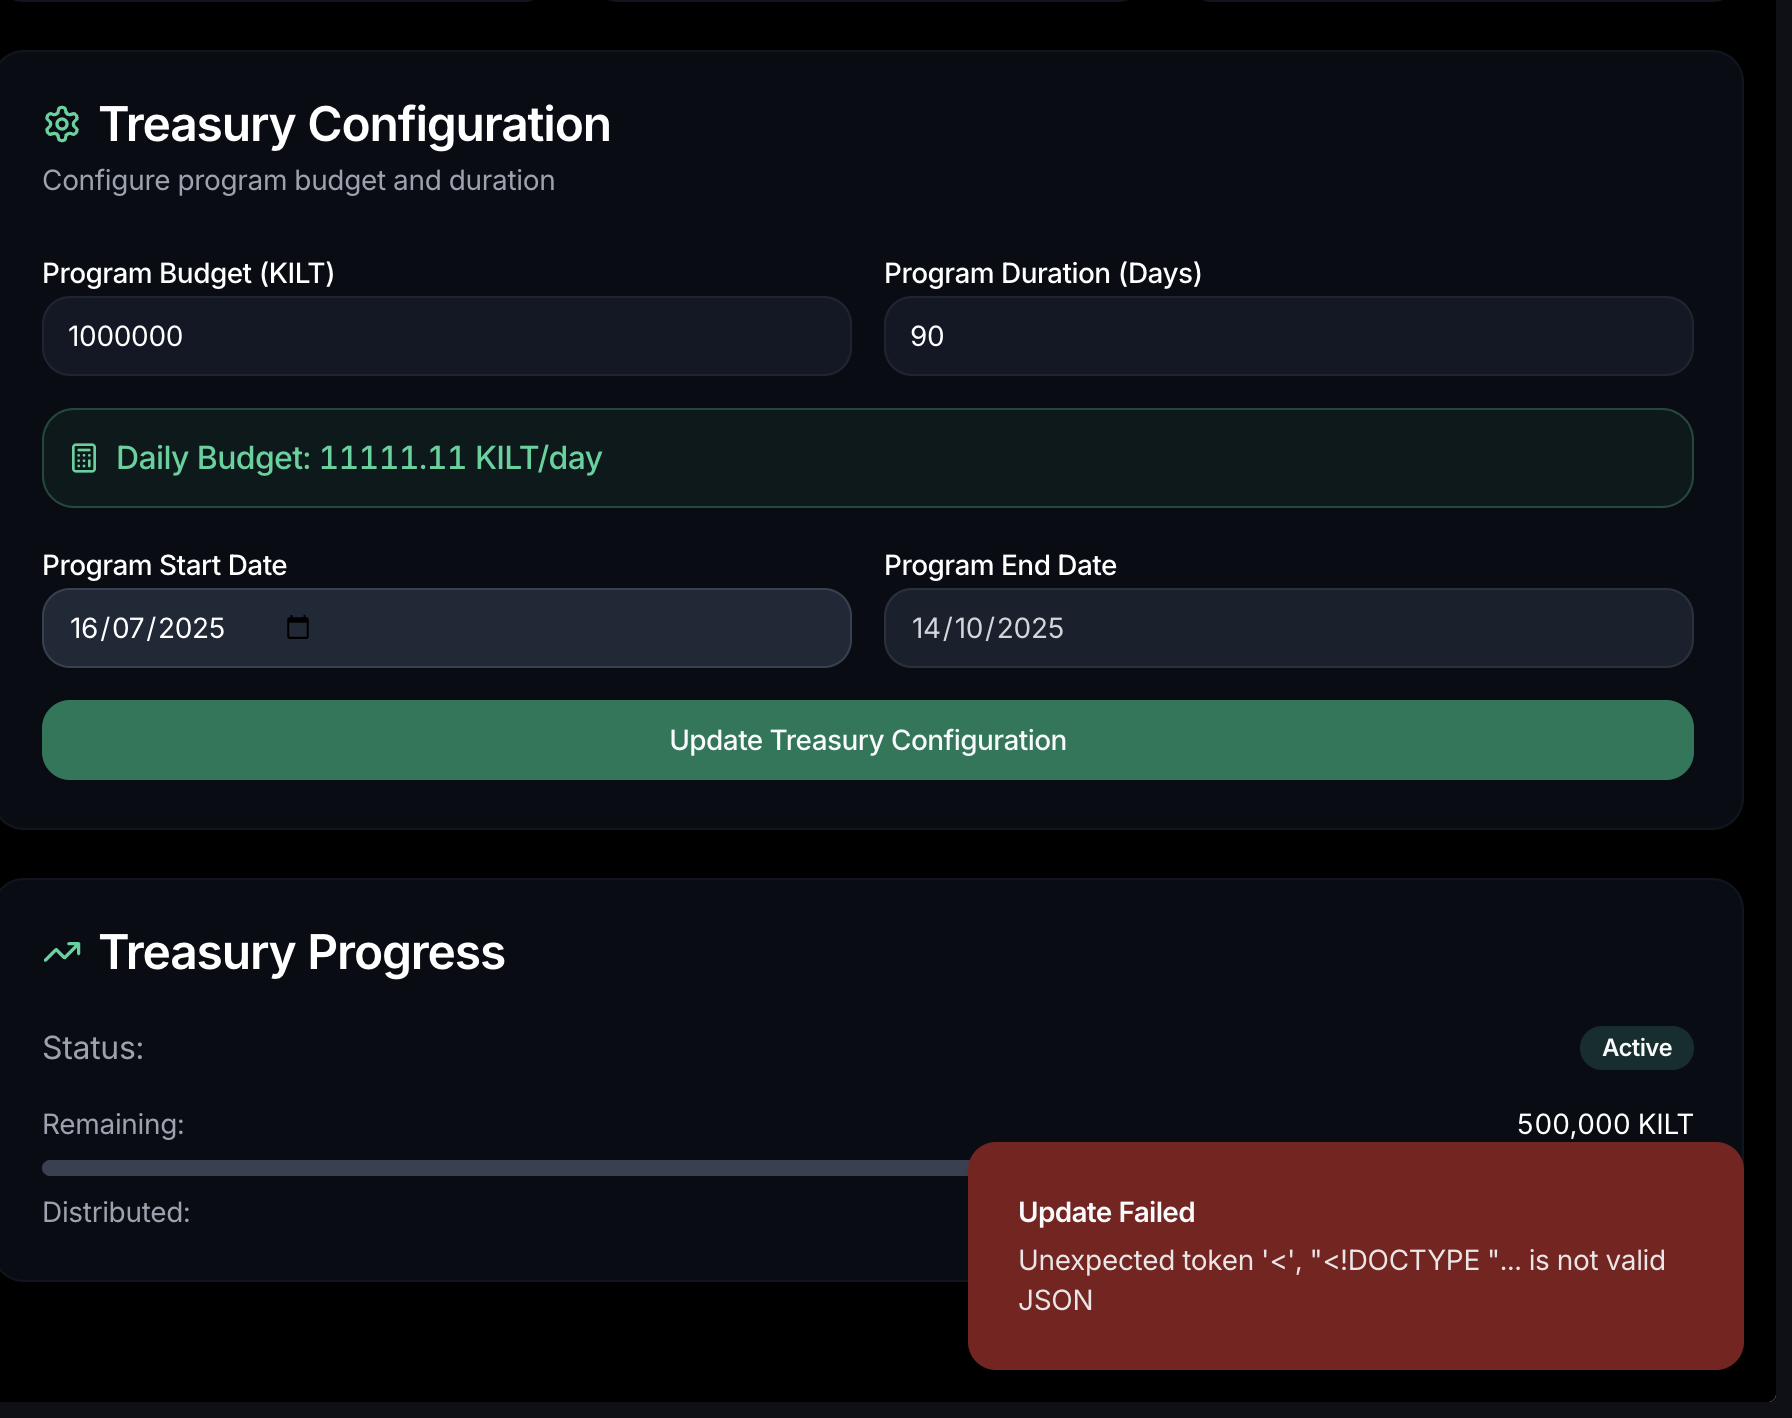 Treasury Configuration
Configure program budget and duration
Program Budget (KILT)
Program Duration (Days)
1000000
90
Daily Budget: 11111.11 KILT/day
Program Start Date
Program End Date
16/07/2025
14/10/2025
Update Treasury Configuration
Treasury Progress
Status:
Active
Remaining:
500,000 KILT
Distributed:
Update Failed
Unexpected token '<', "<!DOCTYPE "... is not valid
JSON